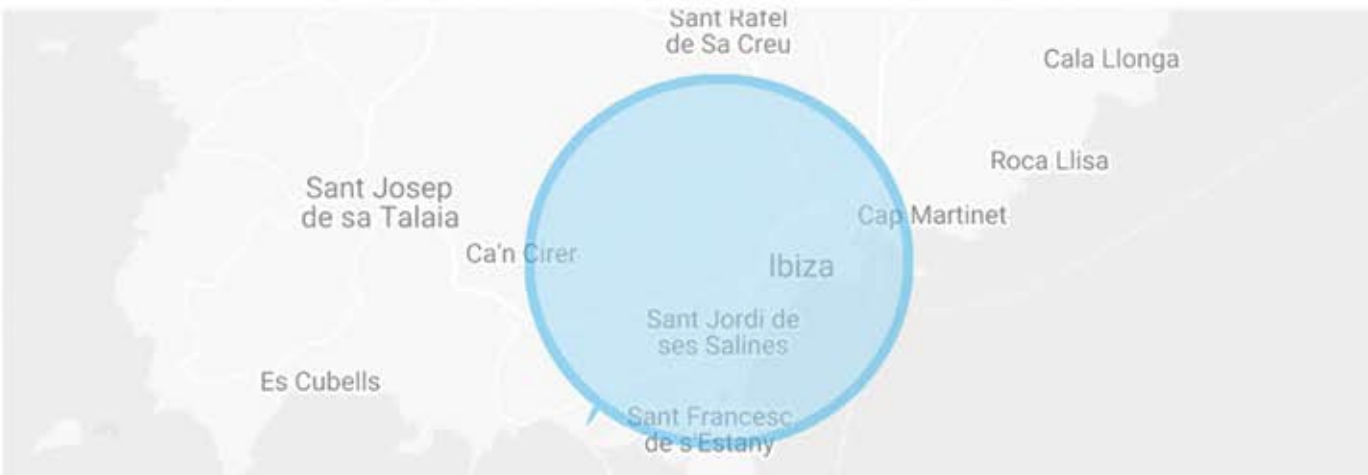 Sant Rafel
de Sa Creu
Cala Llonga
Roca Llisa
Sant Josep
de sa Talaia
Cap Martinet
Ca'n Cirer
Ibiza
Sant Jordi de
ses Salines
Es Cubells
Sant Francesc
de s'Estany